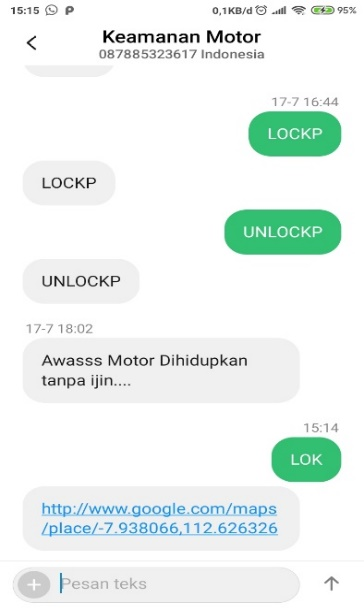 15:15 0,1KB/d 95%
Keamanan Motor
087885323617 Indonesia
17-7 16:44
LOCKP
LOCKP
UNLOCKP
UNLOCKP
17-7 18:02
Awasss Motor Dihidupkan
tanpa ijin....
15:14
LOK
http://www.google.com/maps
/place/-7.938066,112.626326
Pesan teks